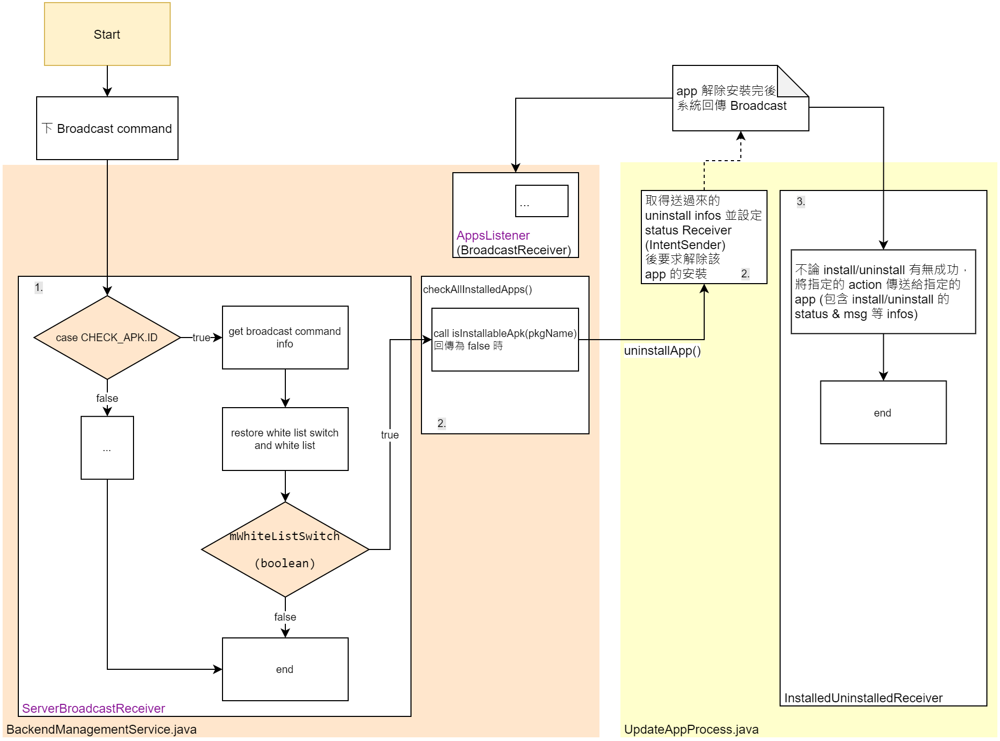 Start
下 Broadcast command
app 解除安裝完後
系統回傳 Broadcast
...
AppsListener
(BroadcastReceiver)
取得送過來的
uninstall infos 並設定
status Receiver
(IntentSender)
後要求解除該
app 的安裝
2.
3.
不論 install/uninstall 有無成功，
將指定的 action 傳送給指定的
app (包含 install/uninstall 的
status & msg 等 infos)
end
InstalledUninstalledReceiver
UpdateAppProcess.java
1.
case CHECK_APK.ID
true
get broadcast command
info
false
...
restore white list switch
and white list
mWhiteListSwitch
(boolean)
true
false
end
ServerBroadcastReceiver
BackendManagementService.java
checkAllInstalledApps()
call isInstallableApk(pkgName)
回傳為 false 時
2.
uninstallApp()